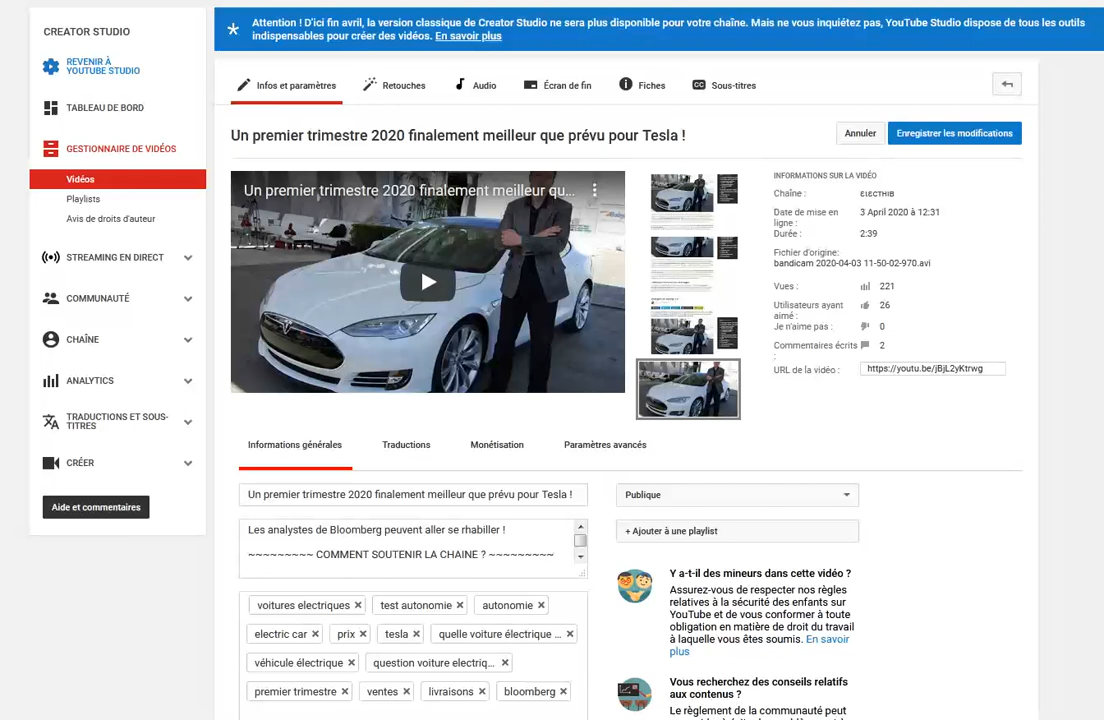 CREATOR STUDIO
REVENIR À
YOUTUBE STUDIO
TABLEAU DE BORD
GESTIONNAIRE DE VIDÉOS
Vidéos
Playlists
Avis de droits d'auteur
STREAMING EN DIRECT
COMMUNAUTÉ
CHAÎNE
ANALYTICS
TRADUCTIONS ET SOUS-
TITRES
CRÉER
Aide et commentaires
Attention ! D'ici fin avril, la version classique de Creator Studio ne sera plus disponible pour votre chaîne. Mais ne vous inquiétez pas, YouTube Studio dispose de tous les outils
indispensables pour créer des vidéos. En savoir plus
Infos et paramètres Retouches Audio Écran de fin Fiches CC Sous-titres
Un premier trimestre 2020 finalement meilleur que prévu pour Tesla !
Annuler Enregistrer les modifications
Un premier trimestre 2020 finalement meilleur qu...
INFORMATIONS SUR LA VIDÉO
Chaîne :
Date de mise en 3 April 2020 à 12:31
ligne :
Durée : 2:39
Fichier d'origine:
bandicam 2020-04-03 11-50-02-970.avi
Vues : 221
Utilisateurs ayant 26
aimé :
Je n'aime pas : 0
Commentaires écrits 2
:
URL de la vidéo : https://youtu.be/jBjL2yKtrwg
Informations générales Traductions Monétisation Paramètres avancés
Un premier trimestre 2020 finalement meilleur que prévu pour Tesla !
Les analystes de Bloomberg peuvent aller se rhabiller !
~~~~~~~~~ COMMENT SOUTENIR LA CHAINE ? ~~~~~~~~~
voitures electriques × test autonomie × autonomie ×
electric car × prix × tesla × quelle voiture électrique ... ×
véhicule électrique × question voiture electriq... ×
premier trimestre × ventes × livraisons × bloomberg ×
Publique
+ Ajouter à une playlist
Y a-t-il des mineurs dans cette vidéo ?
Assurez-vous de respecter nos règles
relatives à la sécurité des enfants sur
YouTube et de vous conformer à toute
obligation en matière de droit du travail
à laquelle vous êtes soumis. En savoir
plus
Vous recherchez des conseils relatifs
aux contenus ?
Le règlement de la communauté peut